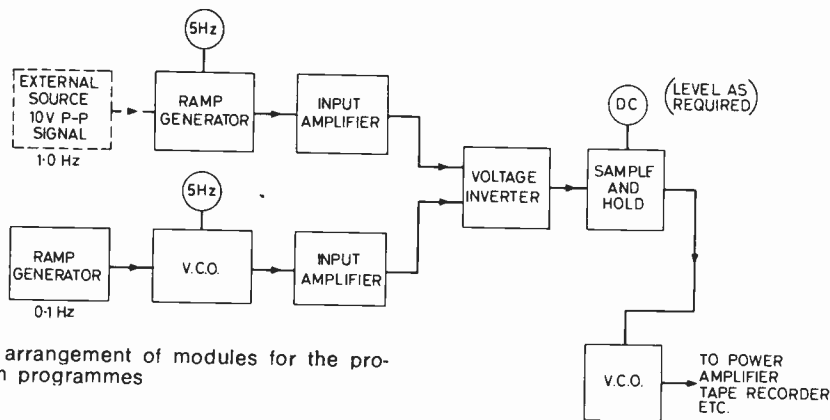 5Hz
EXTERNAL
SOURCE
10V P-P
SIGNAL
1·0 Hz
RAMP
GENERATOR
INPUT
AMPLIFIER
DC
(LEVEL AS
REQUIRED)
VOLTAGE
INVERTER
SAMPLE
AND
HOLD
5Hz
RAMP
GENERATOR
0·1 Hz
V.C.O.
INPUT
AMPLIFIER
arrangement of modules for the pro-
programmes
V.C.O.
TO POWER
AMPLIFIER
TAPE RECORDER
ETC.